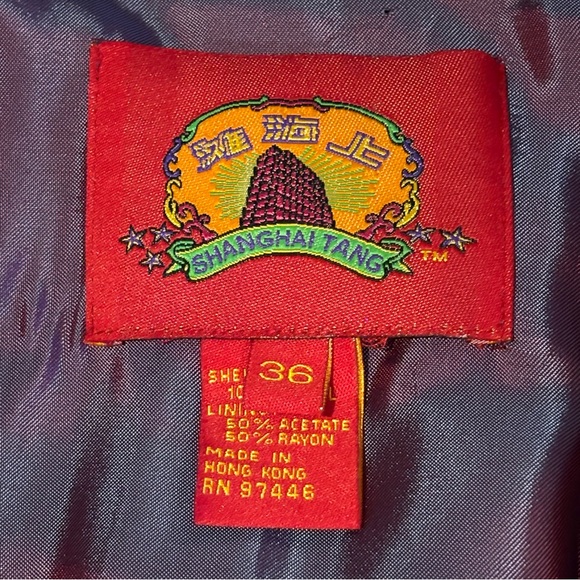 上海灘
SHANGHAI TANG
TM
36
50% ACETATE
50% RAYON
MADE IN
HONG KONG
RN 97446